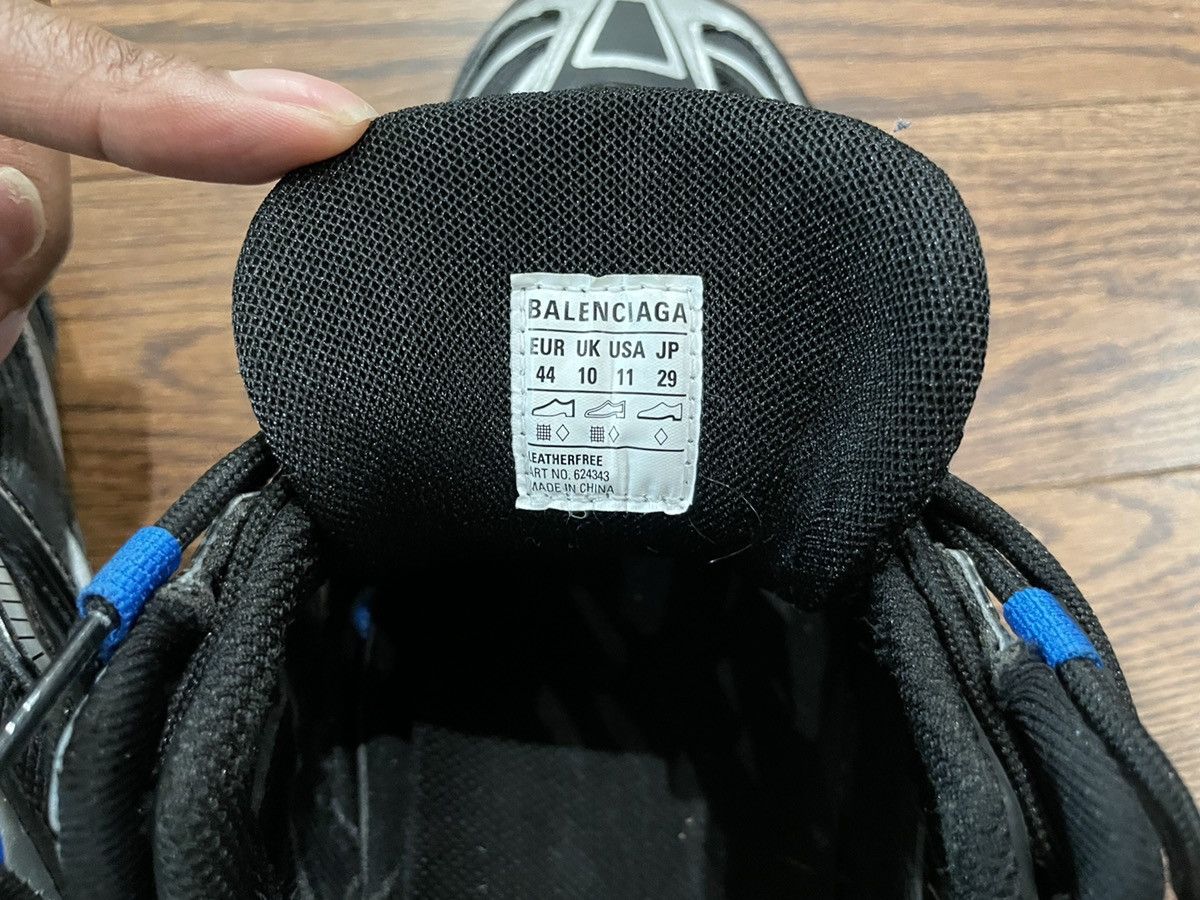 BALENCIAGA
EUR UK USA JP
44 10 11 29
LEATHERFREE
ART NO. 624343
MADE IN CHINA